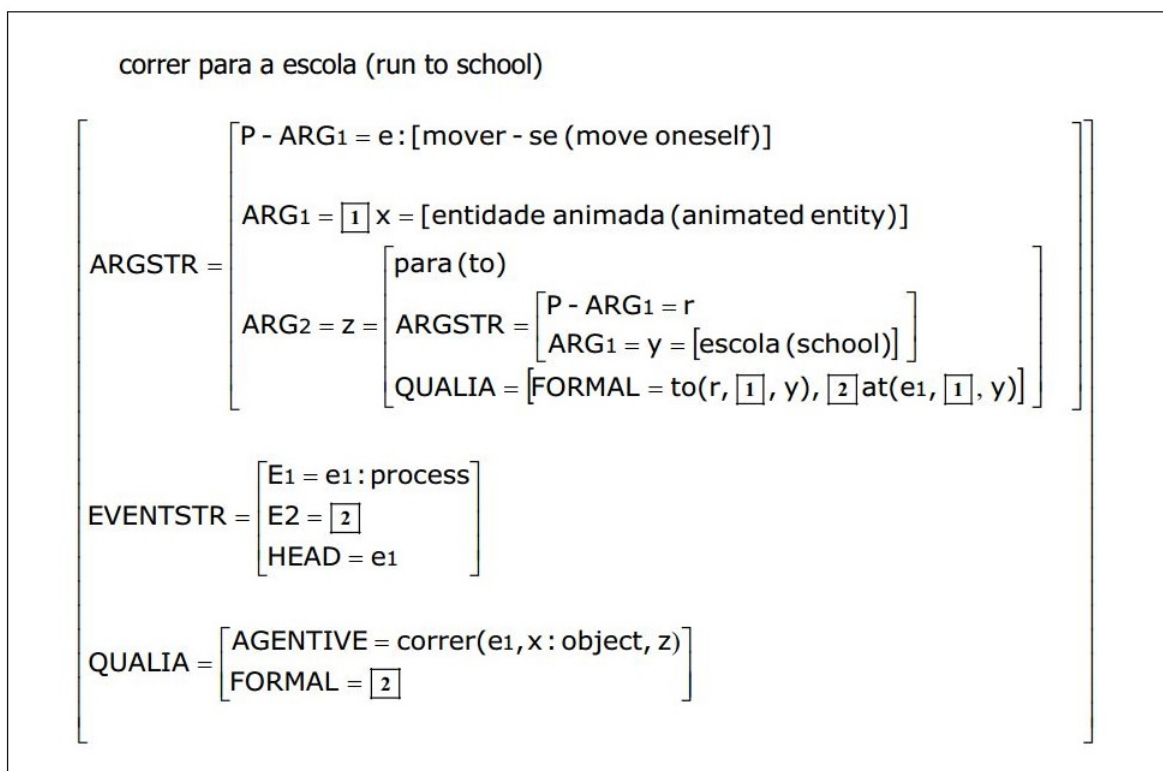 correr para a escola (run to school)
P - ARG1 = e : [mover - se (move oneself)]
ARG1 = 1 x = [entidade animada (animated entity)]
ARGSTR =
ARG2 = z =
para (to)
ARGSTR =
P - ARG1 = r
ARG1 = y = [escola (school)]
QUALIA = [FORMAL = to(r, 1 , y), 2 at(e1, 1 , y)]
EVENTSTR =
E1 = e1 : process
E2 = 2
HEAD = e1
QUALIA =
AGENTIVE = correr(e1, x : object, z)
FORMAL = 2